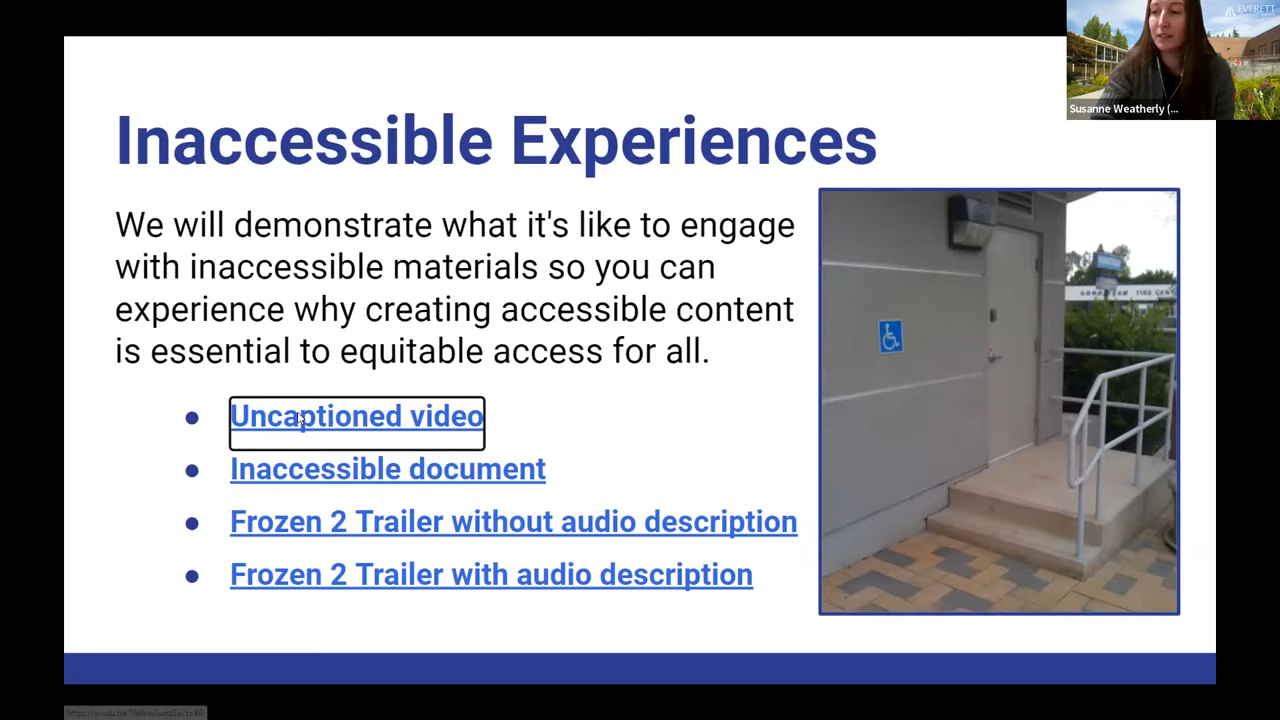 EVERETT
Susanne Weatherly (...
Inaccessible Experiences
We will demonstrate what it's like to engage
with inaccessible materials so you can
experience why creating accessible content
is essential to equitable access for all.
Uncaptioned video
Inaccessible document
Frozen 2 Trailer without audio description
Frozen 2 Trailer with audio description